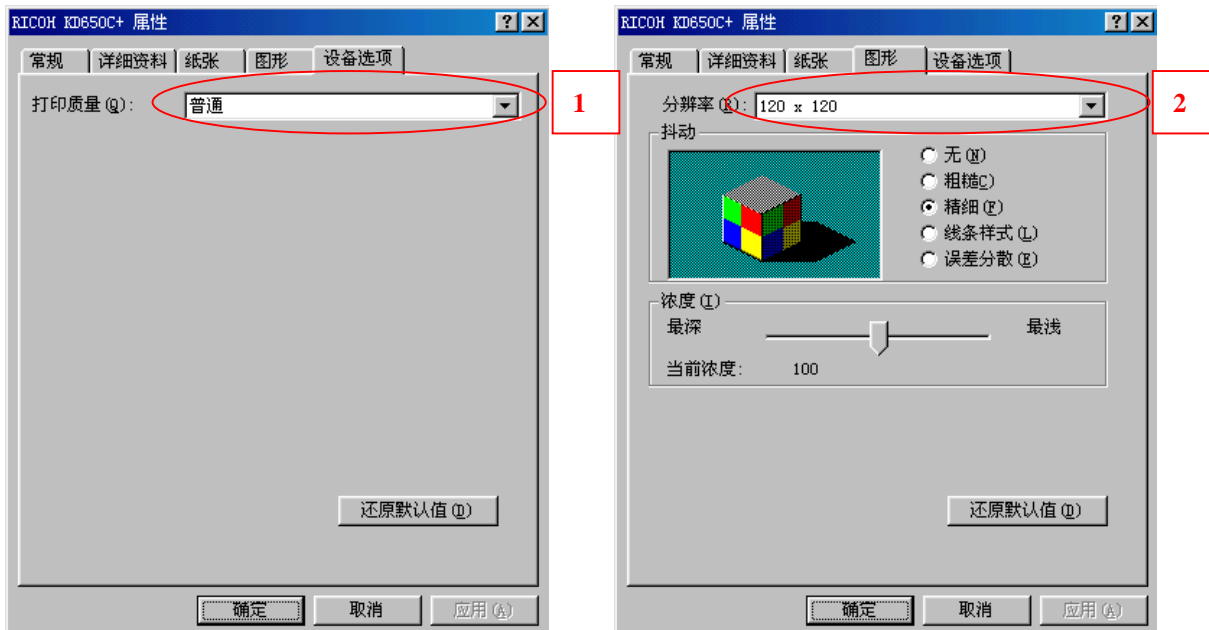 RICOH KD650C+ 属性
常规 详细资料 纸张 图形 设备选项
打印质量(Q): 普通
1
还原默认值(D)
确定 取消 应用(A)
RICOH KD650C+ 属性
常规 详细资料 纸张 图形 设备选项
分辨率(R): 120 x 120
2
抖动
无(N)
粗糙C)
精细(F)
线条样式(L)
误差分散(E)
浓度(I)
最深 最浅
当前浓度: 100
还原默认值(D)
确定 取消 应用(A)